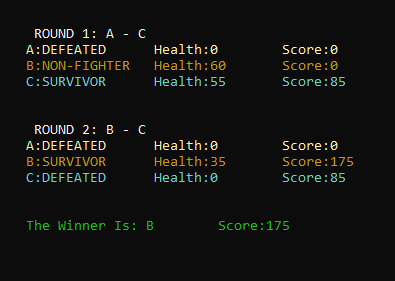 ROUND 1: A - C
A:DEFEATED Health:0 Score:0
B:NON-FIGHTER Health:60 Score:0
C:SURVIVOR Health:55 Score:85
ROUND 2: B - C
A:DEFEATED Health:0 Score:0
B:SURVIVOR Health:35 Score:175
C:DEFEATED Health:0 Score:85
The Winner Is: B Score:175